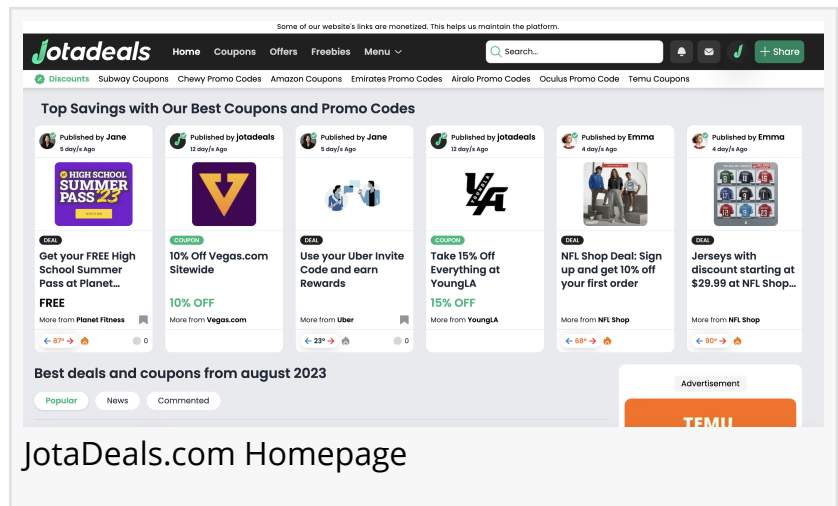 Some of our website's links are monetized. This helps us maintain the platform.
Jotadeals Home Coupons Offers Freebies Menu Search... + Share
Discounts Subway Coupons Chewy Promo Codes Amazon Coupons Emirates Promo Codes Airalo Promo Codes Oculus Promo Code Temu Coupons
Top Savings with Our Best Coupons and Promo Codes
Published by Jane
5 day/s Ago
HIGH SCHOOL
SUMMER
PASS '23
DEAL
Get your FREE High
School Summer
Pass at Planet...
FREE
More from Planet Fitness
87°
0
Published by jotadeals
12 day/s Ago
V
COUPON
10% Off Vegas.com
Sitewide
10% OFF
More from Vegas.com
Published by Jane
5 day/s Ago
DEAL
Use your Uber Invite
Code and earn
Rewards
More from Uber
23°
0
Published by jotadeals
12 day/s Ago
YOUNGLA
COUPON
Take 15% Off
Everything at
YoungLA
15% OFF
More from YoungLA
Published by Emma
4 day/s Ago
DEAL
NFL Shop Deal: Sign
up and get 10% off
your first order
More from NFL Shop
68°
Published by Emma
4 day/s Ago
DEAL
Jerseys with
discount starting at
$29.99 at NFL Shop...
More from NFL Shop
90°
Best deals and coupons from august 2023
Popular News Commented
Advertisement
TEMU
JotaDeals.com Homepage